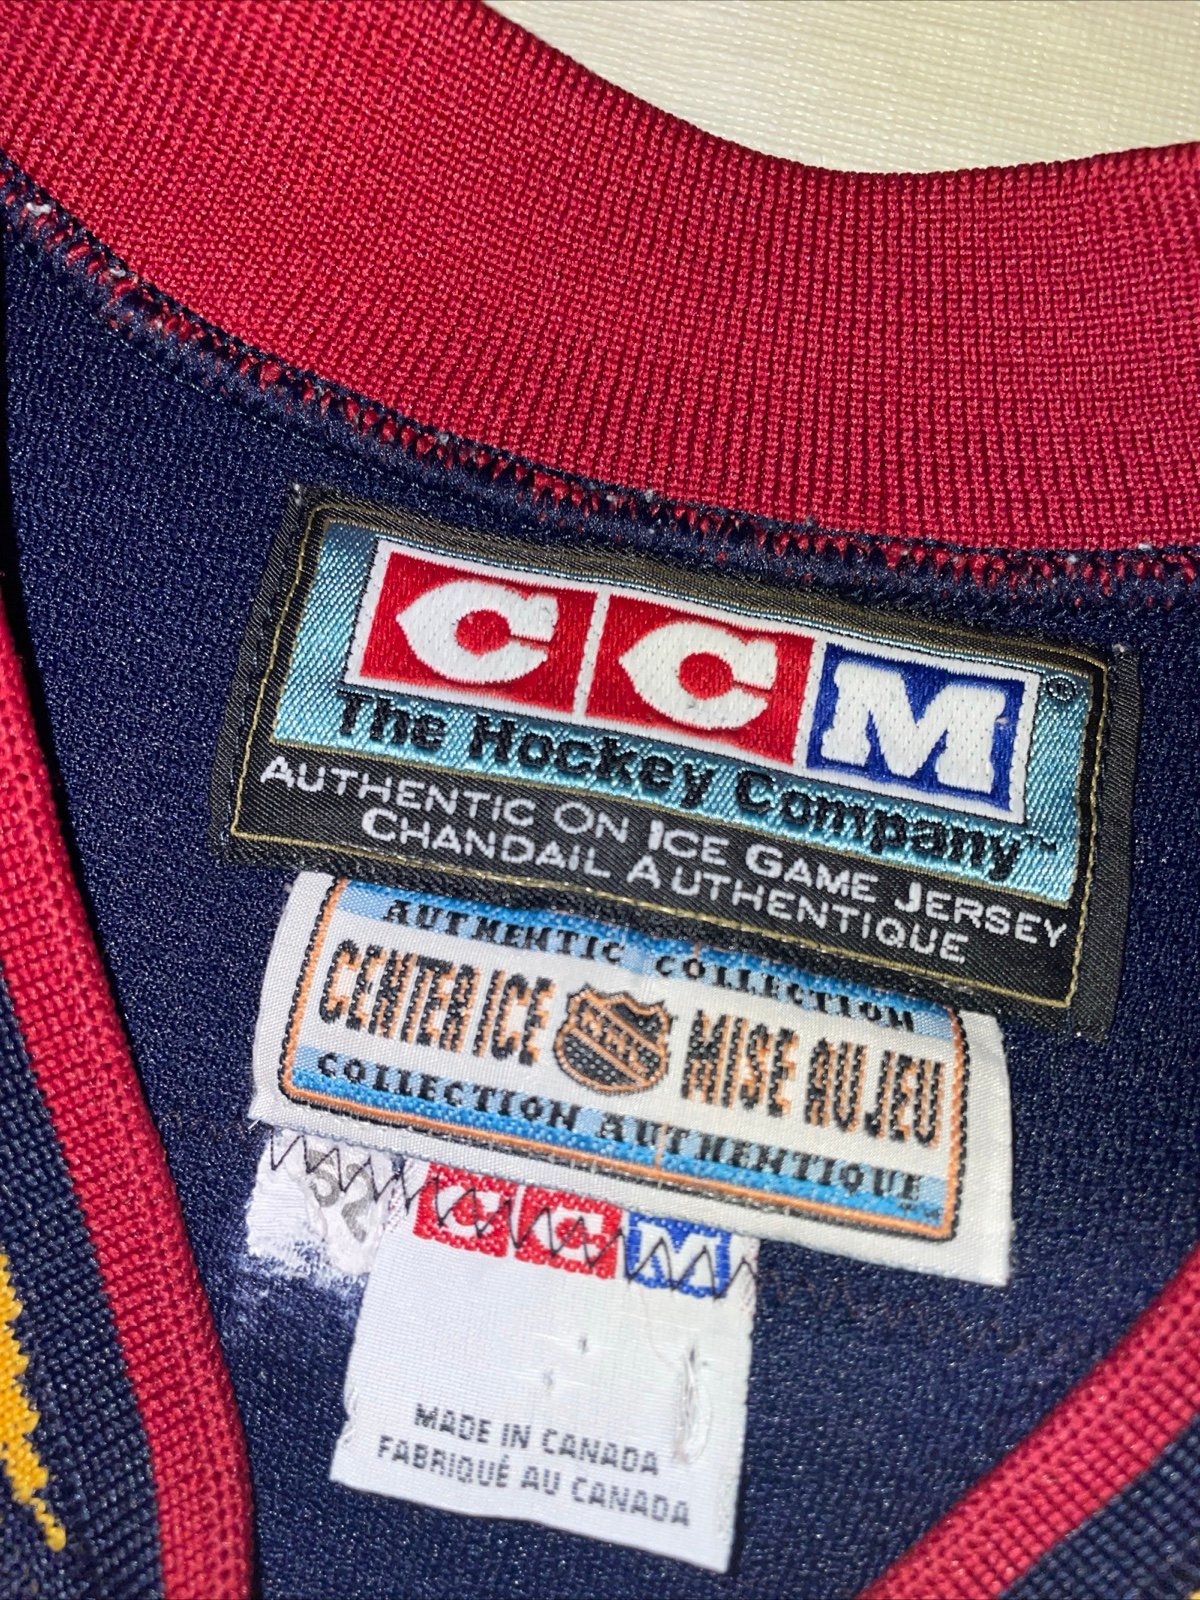 CCM®
The Hockey Company™
AUTHENTIC ON ICE GAME JERSEY
CHANDAIL AUTHENTIQUE
AUTHENTIC COLLECTION
CENTER ICE NHL MISE AU JEU
COLLECTION AUTHENTIQUE
52
CCM
MADE IN CANADA
FABRIQUÉ AU CANADA